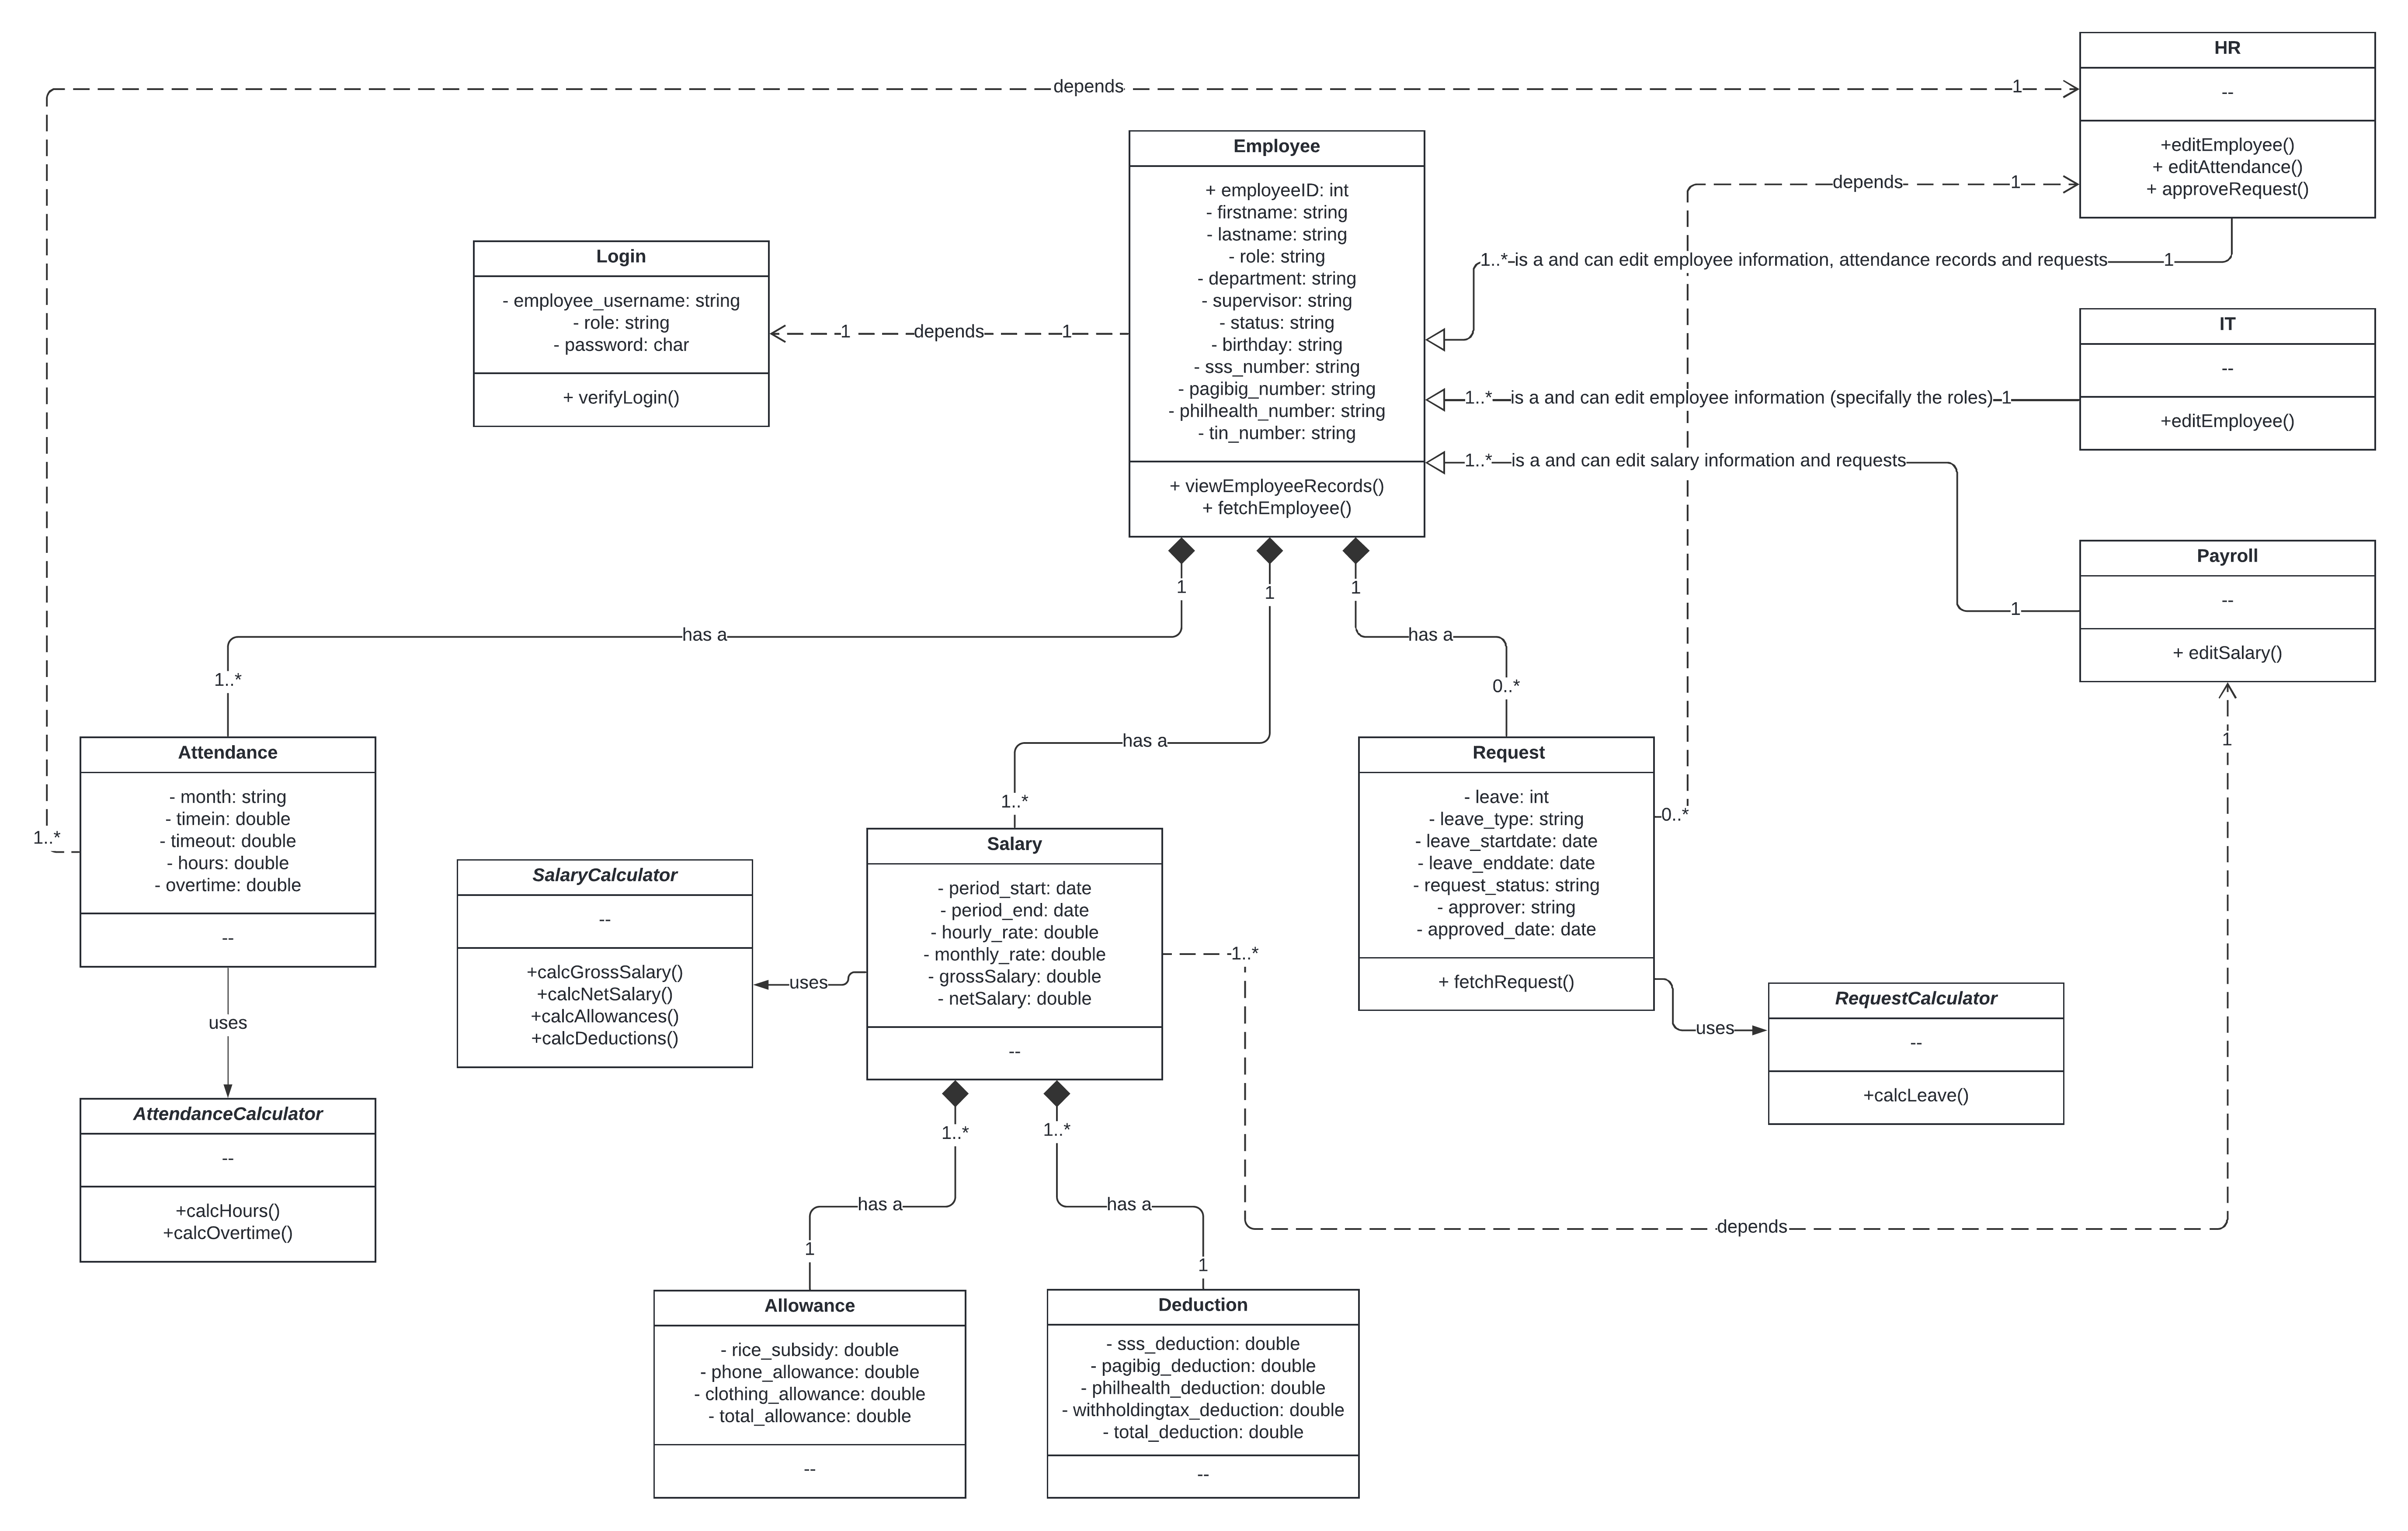 HR
--
+editEmployee()
+ editAttendance()
+ approveRequest()
depends
1
depends
1
1..*
is a and can edit employee information, attendance records and requests
1
Employee
+ employeeID: int
- firstname: string
- lastname: string
- role: string
- department: string
- supervisor: string
- status: string
- birthday: string
- sss_number: string
- pagibig_number: string
- philhealth_number: string
- tin_number: string
+ viewEmployeeRecords()
+ fetchEmployee()
Login
- employee_username: string
- role: string
- password: char
+ verifyLogin()
1
depends
1
IT
--
+editEmployee()
1..*
is a and can edit employee information (specifally the roles)
1
1..*
is a and can edit salary information and requests
1
Payroll
--
+ editSalary()
1
1
1
1
has a
has a
has a
1..*
1..*
0..*
Attendance
- month: string
- timein: double
- timeout: double
- hours: double
- overtime: double
--
1..*
uses
AttendanceCalculator
--
+calcHours()
+calcOvertime()
SalaryCalculator
--
+calcGrossSalary()
+calcNetSalary()
+calcAllowances()
+calcDeductions()
uses
Salary
- period_start: date
- period_end: date
- hourly_rate: double
- monthly_rate: double
- grossSalary: double
- netSalary: double
--
1..*
Request
- leave: int
- leave_type: string
- leave_startdate: date
- leave_enddate: date
- request_status: string
- approver: string
- approved_date: date
+ fetchRequest()
0..*
uses
RequestCalculator
--
+calcLeave()
1..*
1..*
has a
has a
depends
1
1
Allowance
- rice_subsidy: double
- phone_allowance: double
- clothing_allowance: double
- total_allowance: double
--
Deduction
- sss_deduction: double
- pagibig_deduction: double
- philhealth_deduction: double
- withholdingtax_deduction: double
- total_deduction: double
--